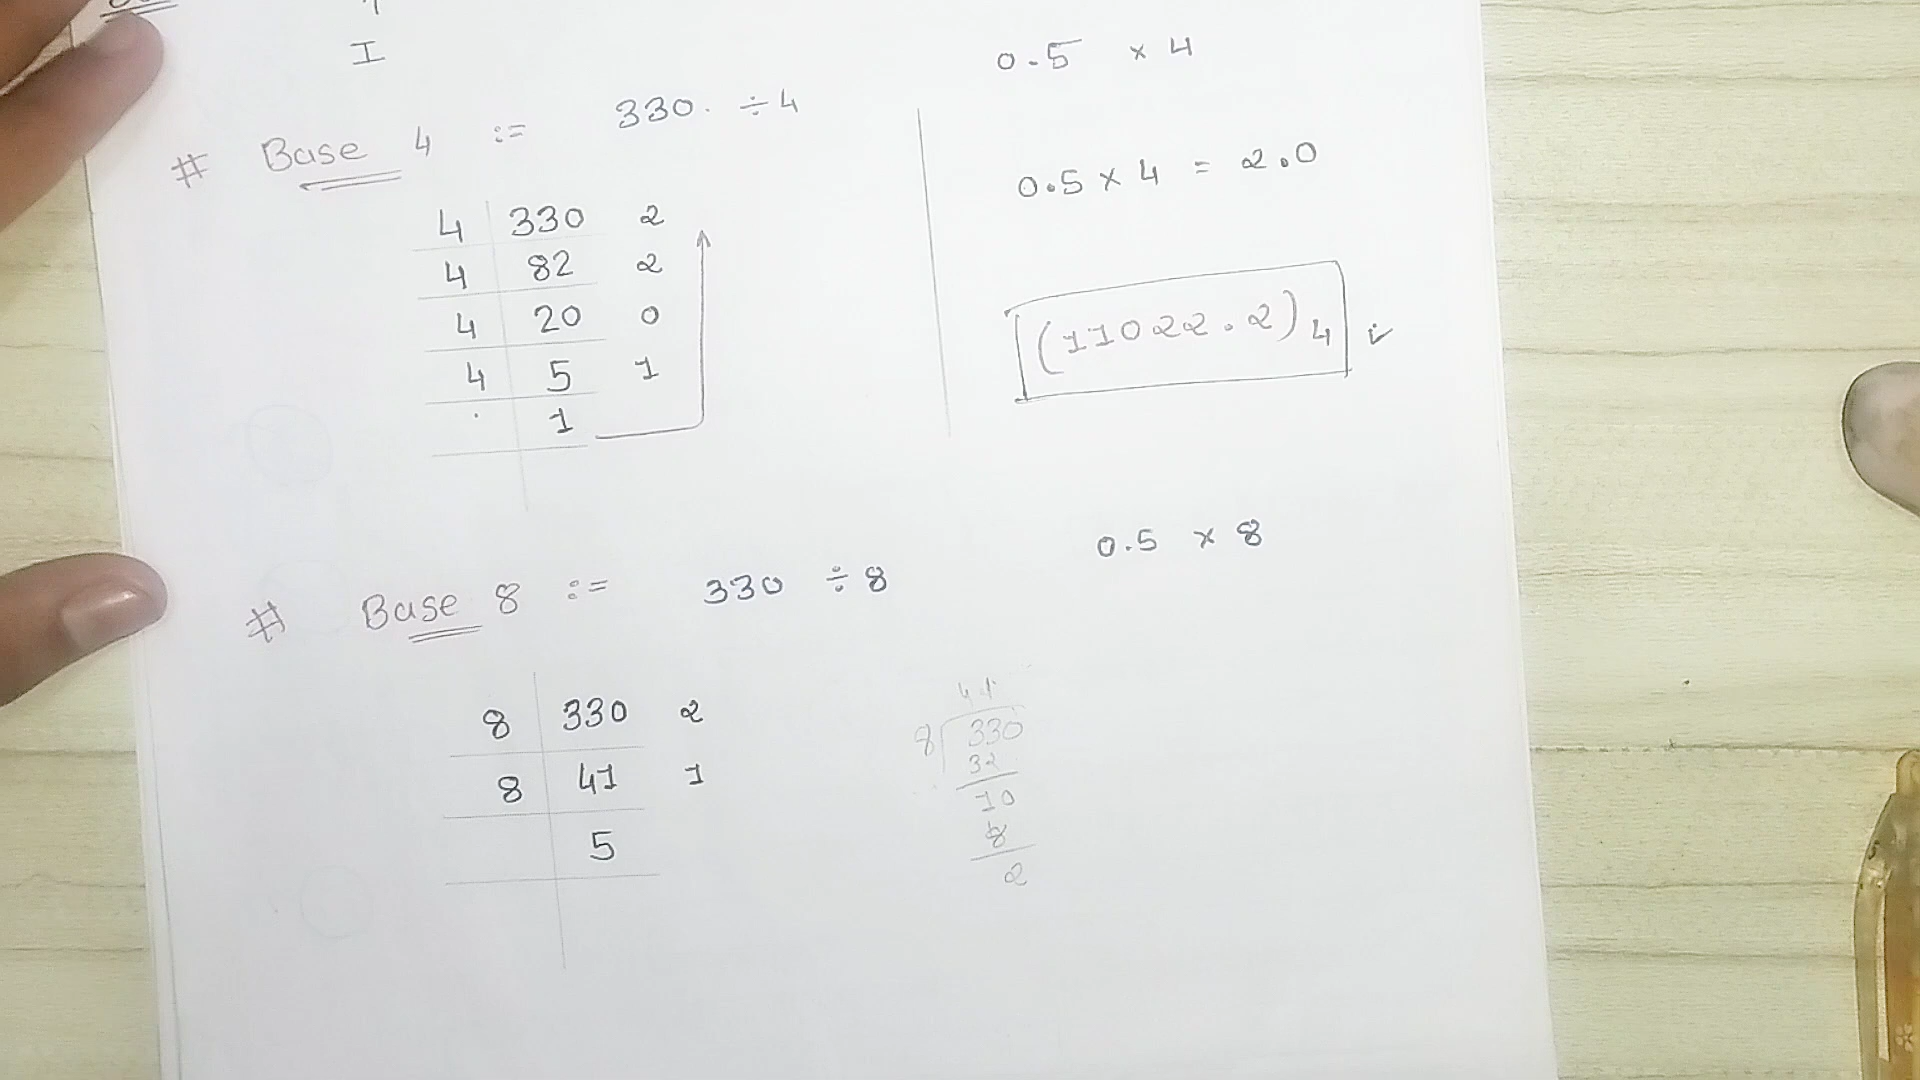 I
# Base 4 := 330. ÷ 4
4 330 2
4 82 2
4 20 0
4 5 1
1
0.5 × 4
0.5 × 4 = 2.0
(11022.2)4
# Base 8 := 330 ÷ 8
0.5 × 8
8 330 2
8 41 1
5
41
8 330
32
10
8
2